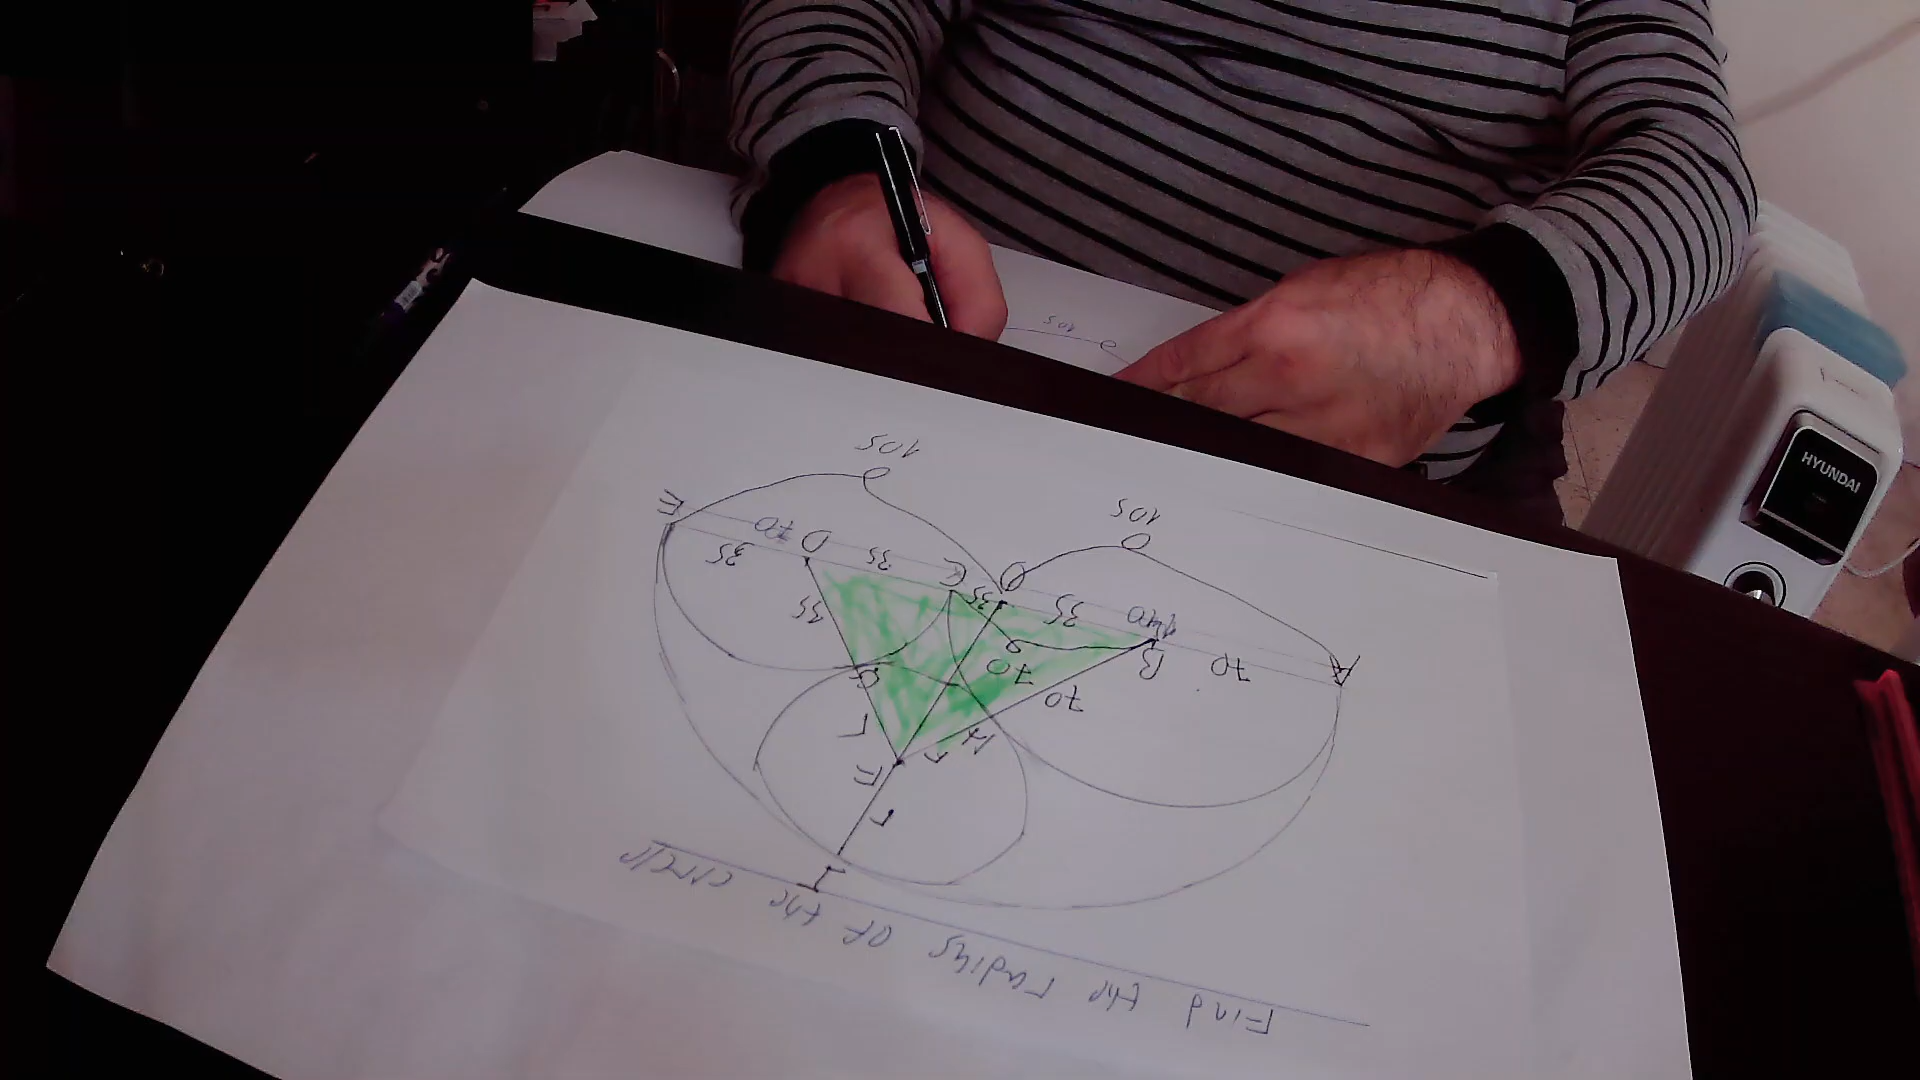 Find the radius of the circle
I
r
F
r
r
H
G
70
70
35
A
70
B
140
35
O
35
C
35
D
70
35
E
105
105
105
HYUNDAI